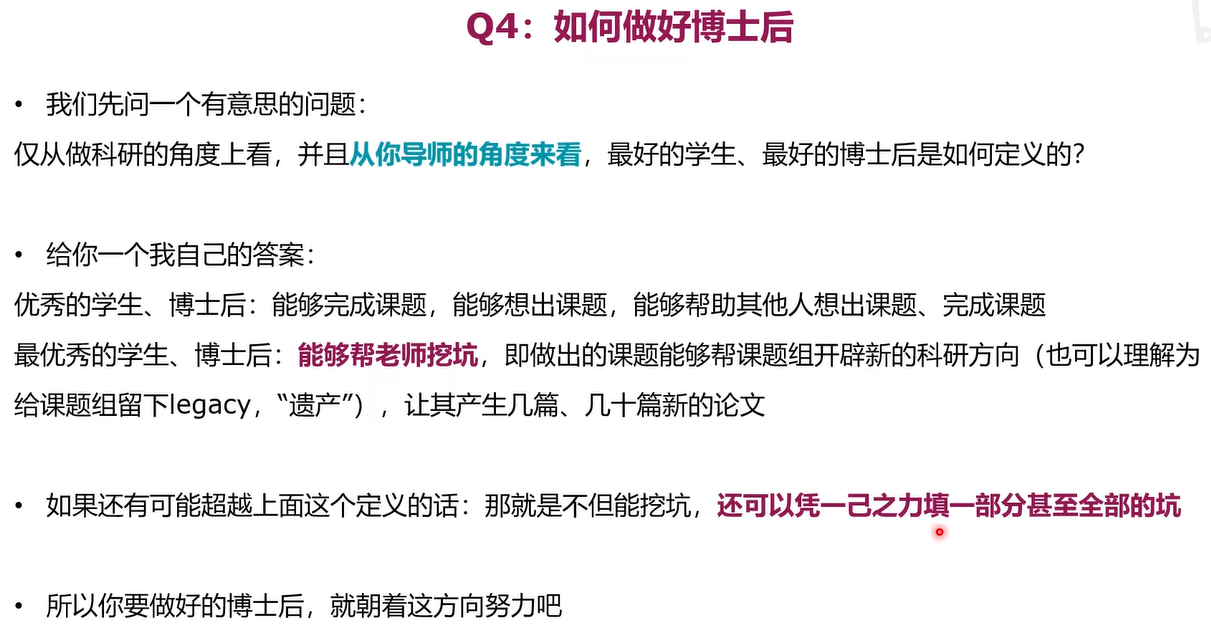 Q4：如何做好博士后
• 我们先问一个有意思的问题：
仅从做科研的角度上看，并且从你导师的角度来看，最好的学生、最好的博士后是如何定义的？
• 给你一个我自己的答案：
优秀的学生、博士后：能够完成课题，能够想出课题，能够帮助其他人想出课题、完成课题
最优秀的学生、博士后：能够帮老师挖坑，即做出的课题能够帮课题组开辟新的科研方向（也可以理解为
给课题组留下legacy，“遗产”），让其产生几篇、几十篇新的论文
• 如果还有可能超越上面这个定义的话：那就是不但能挖坑，还可以凭一己之力填一部分甚至全部的坑
• 所以你要做好的博士后，就朝着这方向努力吧